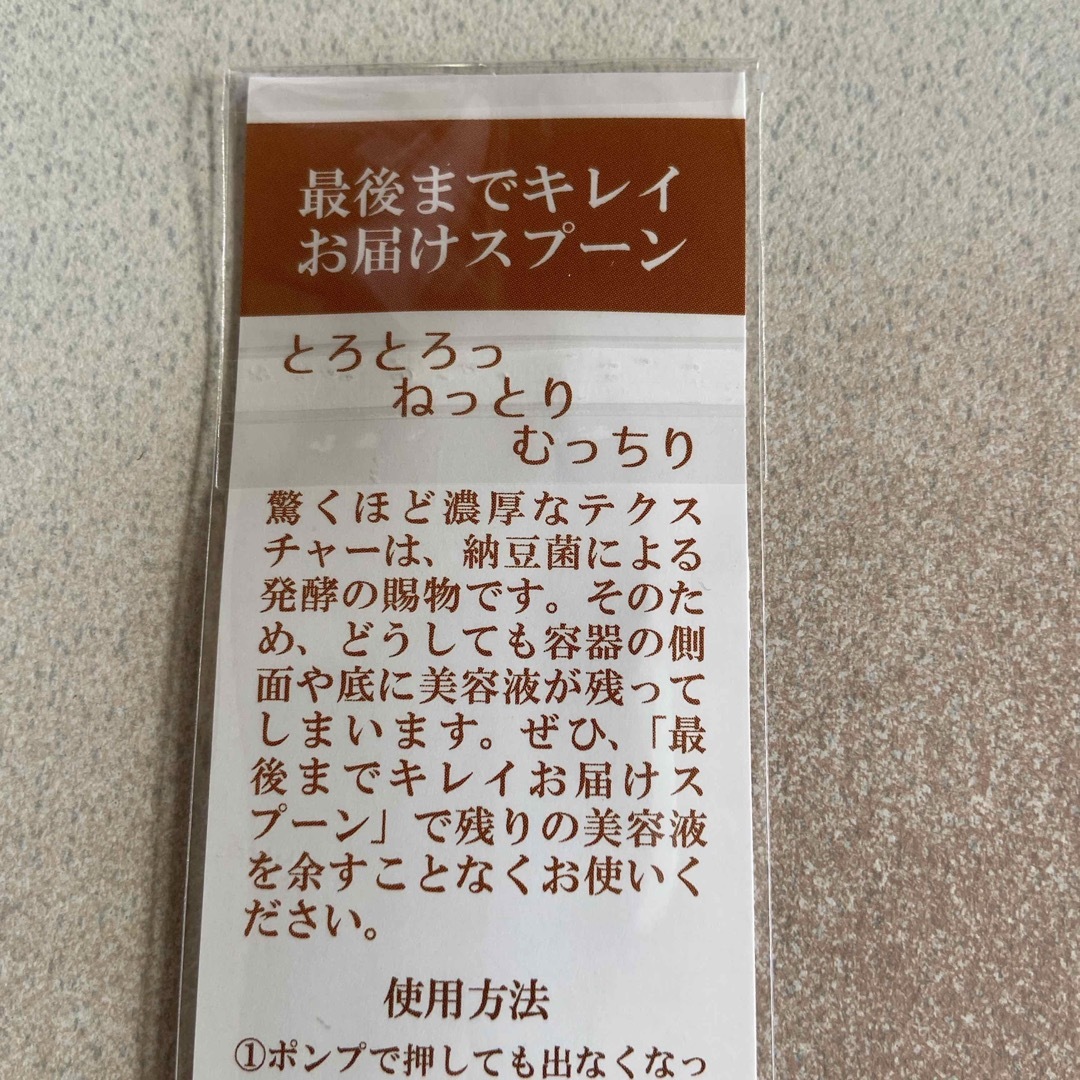 最後までキレイ
お届けスプーン
とろとろっ
ねっとり
むっちり
驚くほど濃厚なテクス
チャーは、納豆菌による
発酵の賜物です。そのた
め、どうしても容器の側
面や底に美容液が残って
しまいます。ぜひ、「最
後までキレイお届けス
プーン」で残りの美容液
を余すことなくお使いく
ださい。
使用方法
①ポンプで押しても出なくなっ